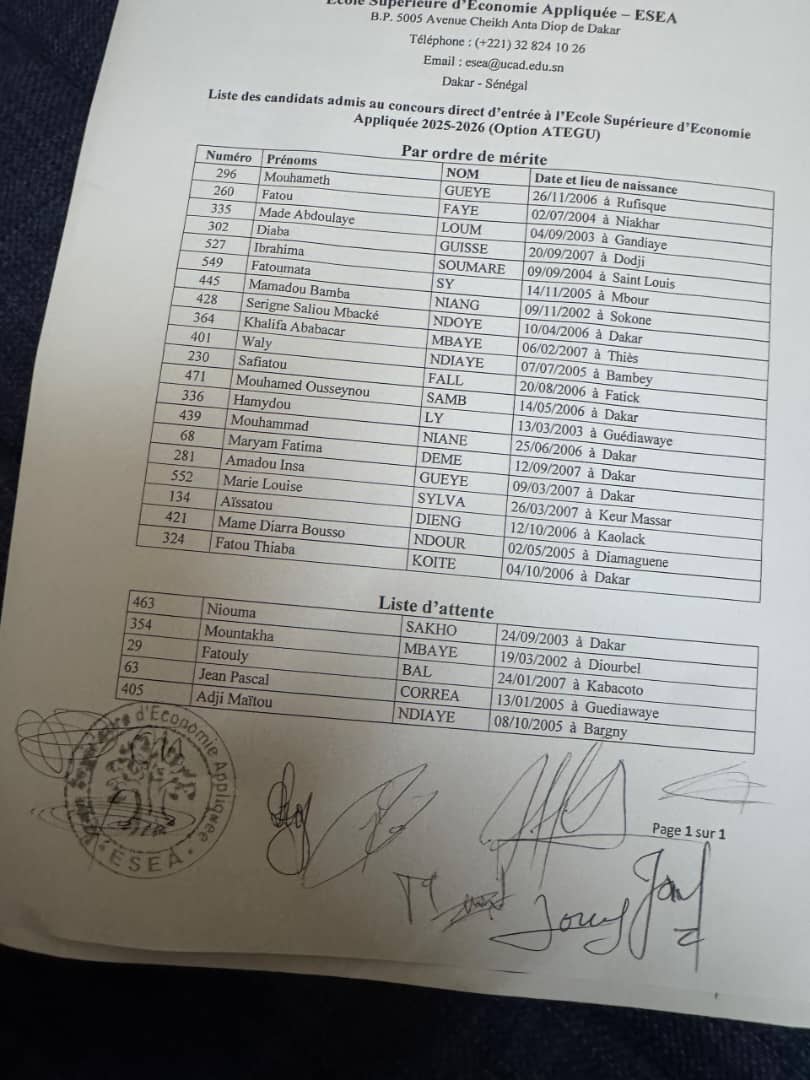 Ecole Supérieure d'Economie Appliquée – ESEA
B.P. 5005 Avenue Cheikh Anta Diop de Dakar
Téléphone : (+221) 32 824 10 26
Email : esea@ucad.edu.sn
Dakar - Sénégal
Liste des candidats admis au concours direct d'entrée à l'Ecole Supérieure d'Economie
Appliquée 2025-2026 (Option ATEGU)
Par ordre de mérite
Numéro Prénoms NOM Date et lieu de naissance
296 Mouhameth GUEYE 26/11/2006 à Rufisque
260 Fatou FAYE 02/07/2004 à Niakhar
335 Made Abdoulaye LOUM 04/09/2003 à Gandiaye
302 Diaba GUISSE 20/09/2007 à Dodji
527 Ibrahima SOUMARE 09/09/2004 à Saint Louis
549 Fatoumata SY 14/11/2005 à Mbour
445 Mamadou Bamba NIANG 09/11/2002 à Sokone
428 Serigne Saliou Mbacké NDOYE 10/04/2006 à Dakar
364 Khalifa Ababacar MBAYE 06/02/2007 à Thiès
401 Waly NDIAYE 07/07/2005 à Bambey
230 Safiatou FALL 20/08/2006 à Fatick
471 Mouhamed Ousseynou SAMB 14/05/2006 à Dakar
336 Hamydou LY 13/03/2003 à Guédiawaye
439 Mouhammad NIANE 25/06/2006 à Dakar
68 Maryam Fatima DEME 12/09/2007 à Dakar
281 Amadou Insa GUEYE 09/03/2007 à Dakar
552 Marie Louise SYLVA 26/03/2007 à Keur Massar
134 Aïssatou DIENG 12/10/2006 à Kaolack
421 Mame Diarra Bousso NDOUR 02/05/2005 à Diamaguene
324 Fatou Thiaba KOITE 04/10/2006 à Dakar
Liste d'attente
463 Niouma SAKHO 24/09/2003 à Dakar
354 Mountakha MBAYE 19/03/2002 à Diourbel
29 Fatouly BAL 24/01/2007 à Kabacoto
63 Jean Pascal CORREA 13/01/2005 à Guediawaye
405 Adji Maïtou NDIAYE 08/10/2005 à Bargny
d'Economie Appliquée
ESEA
Page 1 sur 1